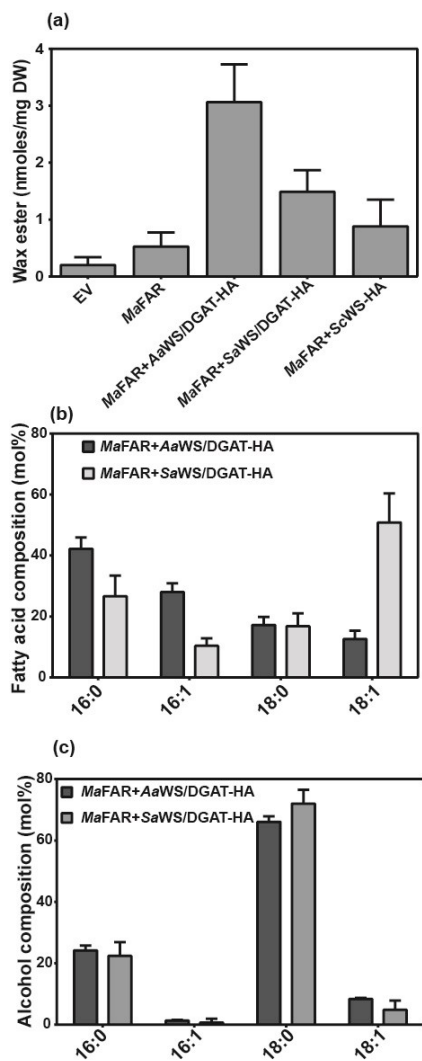 (a)
Wax ester (nmoles/mg DW)
4
3
2
1
0
EV
MaFAR
MaFAR+AaWS/DGAT-HA
MaFAR+SaWS/DGAT-HA
MaFAR+ScWS-HA
(b)
Fatty acid composition (mol%)
80
60
40
20
0
MaFAR+AaWS/DGAT-HA
MaFAR+SaWS/DGAT-HA
16:0
16:1
18:0
18:1
(c)
Alcohol composition (mol%)
80
60
40
20
0
MaFAR+AaWS/DGAT-HA
MaFAR+SaWS/DGAT-HA
16:0
16:1
18:0
18:1